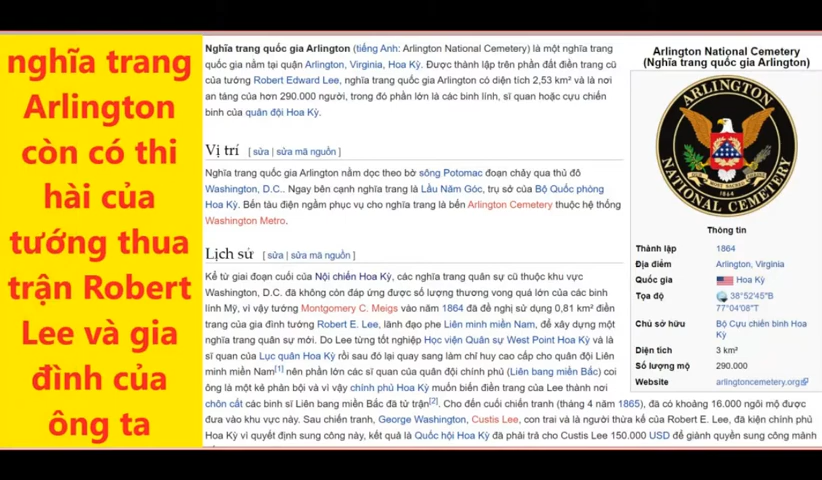 nghĩa trang
Arlington
còn có thi
hài của
tướng thua
trận Robert
Lee và gia
đình của
ông ta
Nghĩa trang quốc gia Arlington (tiếng Anh: Arlington National Cemetery) là một nghĩa trang
quốc gia nằm tại quận Arlington, Virginia, Hoa Kỳ. Được thành lập trên phần đất điền trang cũ
của tướng Robert Edward Lee, nghĩa trang quốc gia Arlington có diện tích 2,53 km² và là nơi
an táng của hơn 290.000 người, trong đó phần lớn là các binh lính, sĩ quan hoặc cựu chiến
binh của quân đội Hoa Kỳ.
Vị trí [ sửa | sửa mã nguồn ]
Nghĩa trang quốc gia Arlington nằm dọc theo bờ sông Potomac đoạn chảy qua thủ đô
Washington, D.C.. Ngay bên cạnh nghĩa trang là Lầu Năm Góc, trụ sở của Bộ Quốc phòng
Hoa Kỳ. Bến tàu điện ngầm phục vụ cho nghĩa trang là bến Arlington Cemetery thuộc hệ thống
Washington Metro.
Lịch sử [ sửa | sửa mã nguồn ]
Kể từ giai đoạn cuối của Nội chiến Hoa Kỳ, các nghĩa trang quân sự cũ thuộc khu vực
Washington, D.C. đã không còn đáp ứng được số lượng thương vong quá lớn của các binh
lính Mỹ, vì vậy tướng Montgomery C. Meigs vào năm 1864 đã đề nghị sử dụng 0,81 km² điền
trang của gia đình tướng Robert E. Lee, lãnh đạo phe Liên minh miền Nam, để xây dựng một
nghĩa trang quân sự mới. Do Lee từng tốt nghiệp Học viện Quân sự West Point Hoa Kỳ và là
sĩ quan của Lục quân Hoa Kỳ rồi sau đó lại quay sang làm chỉ huy cao cấp cho quân đội Liên
minh miền Nam[1] nên phần lớn các sĩ quan của quân đội chính phủ (Liên bang miền Bắc) coi
ông là một kẻ phản bội và vì vậy chính phủ Hoa Kỳ muốn biến điền trang của Lee thành nơi
chôn cất các binh sĩ Liên bang miền Bắc đã tử trận[2]. Cho đến cuối chiến tranh (tháng 4 năm 1865), đã có khoảng 16.000 ngôi mộ được
đưa vào khu vực này. Sau chiến tranh, George Washington, Custis Lee, con trai và là người thừa kế của Robert E. Lee, đã kiện chính phủ
Hoa Kỳ vì quyết định sung công này, kết quả là Quốc hội Hoa Kỳ đã phải trả cho Custis Lee 150.000 USD để giành quyền sung công mảnh
Arlington National Cemetery
(Nghĩa trang quốc gia Arlington)
ARLINGTON
1864
NATIONAL CEMETERY
Thông tin
Thành lập 1864
Địa điểm Arlington, Virginia
Quốc gia Hoa Kỳ
Tọa độ 38°52′45″B
77°04′08″T
Chủ sở hữu Bộ Cựu chiến binh Hoa
Kỳ
Diện tích 3 km²
Số lượng mộ 290.000
Website arlingtoncemetery.org